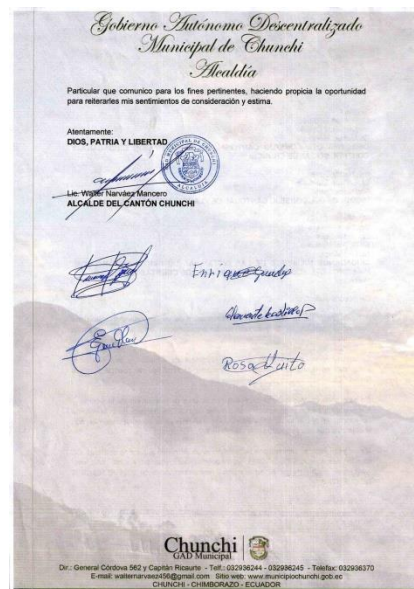 Gobierno Autónomo Descentralizado
Municipal de Chunchi
Alcaldía
Particular que comunico para los fines pertinentes, haciendo propicia la oportunidad
para reiterarles mis sentimientos de consideración y estima.
Atentamente:
DIOS, PATRIA Y LIBERTAD
Lic. Walter Narváez Mancero
ALCALDE DEL CANTÓN CHUNCHI
Enrique
Rosa Quito
Chunchi
GAD Municipal
Dir.: General Córdova 562 y Capitán Ricaurte - Telf.: 032936244 - 032936245 - Telefax: 032936370
E-mail: walternarvaez456@gmail.com Sitio web: www.municipiochunchi.gob.ec
CHUNCHI - CHIMBORAZO - ECUADOR